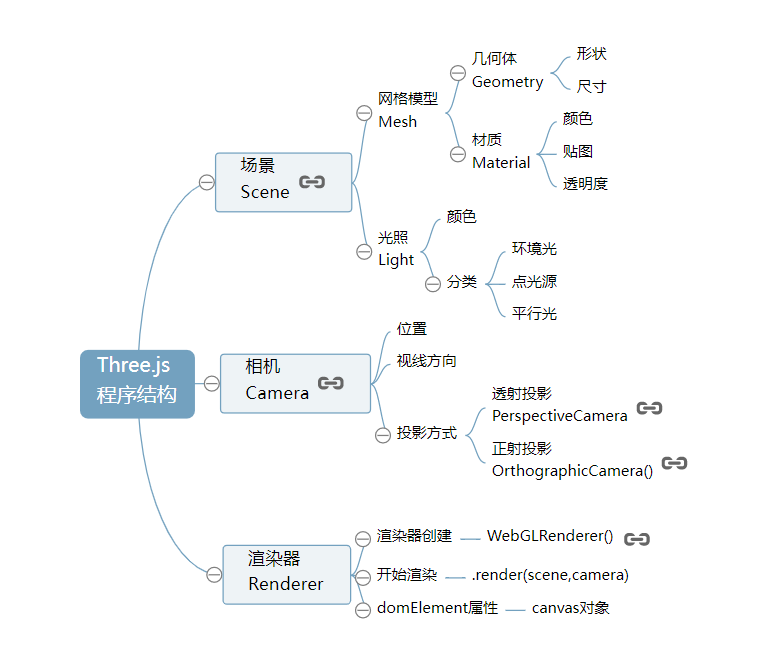 Three.js
程序结构
场景
Scene
网格模型
Mesh
几何体
Geometry
形状
尺寸
材质
Material
颜色
贴图
透明度
光照
Light
颜色
分类
环境光
点光源
平行光
相机
Camera
位置
视线方向
投影方式
透射投影
PerspectiveCamera
正射投影
OrthographicCamera()
渲染器
Renderer
渲染器创建
WebGLRenderer()
开始渲染
.render(scene,camera)
domElement属性
canvas对象